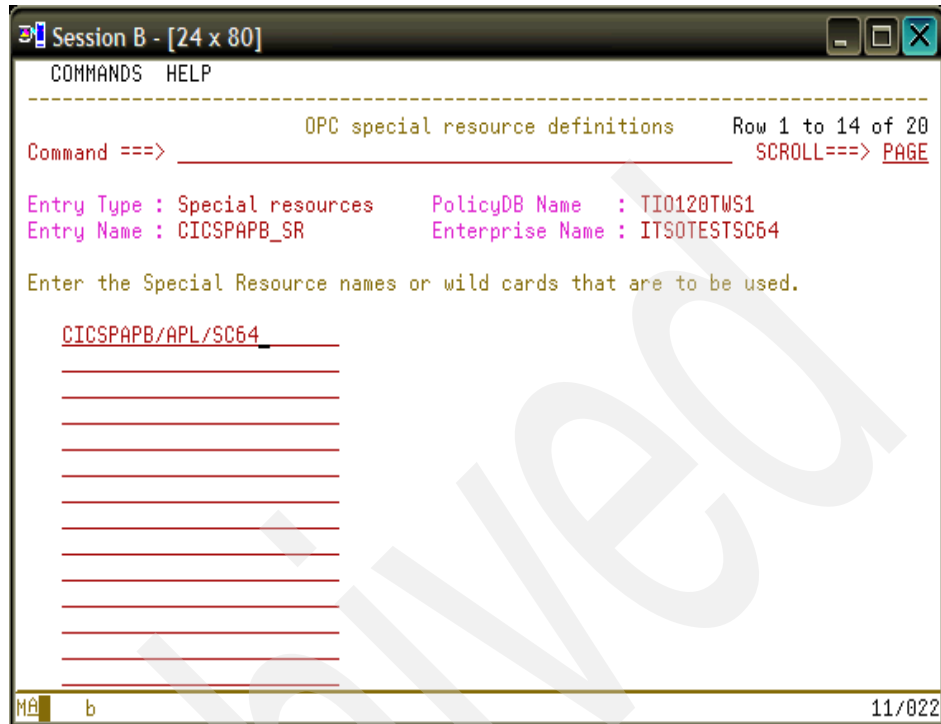 Session B - [24 x 80]
COMMANDS HELP
OPC special resource definitions Row 1 to 14 of 20
Command ===> SCROLL===> PAGE
Entry Type : Special resources PolicyDB Name : TIO120TWS1
Entry Name : CICSPAPB_SR Enterprise Name : ITSOTESTSC64
Enter the Special Resource names or wild cards that are to be used.
CICSPAPB/APL/SC64_
MA b 11/022
hived